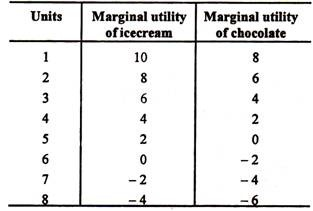 Units Marginal utility Marginal utility
of icecream of chocolate
1 10 8
2 8 6
3 6 4
4 4 2
5 2 0
6 0 −2
7 −2 −4
8 −4 −6